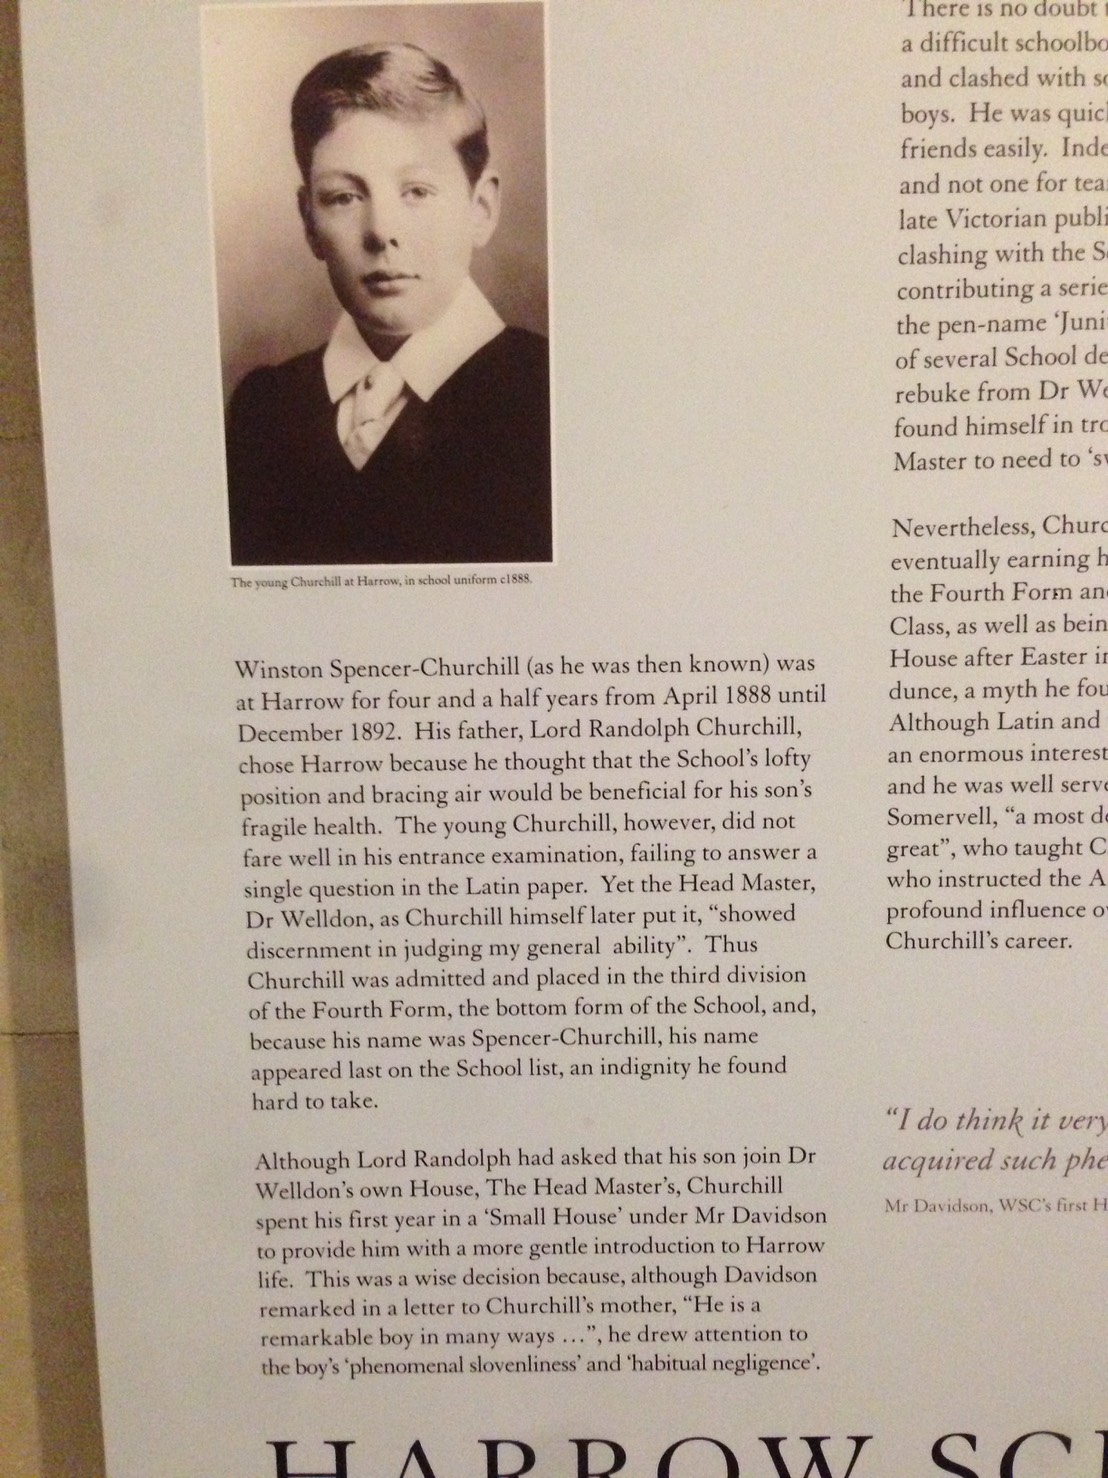 The young Churchill at Harrow, in school uniform c1888.
Winston Spencer-Churchill (as he was then known) was
at Harrow for four and a half years from April 1888 until
December 1892. His father, Lord Randolph Churchill,
chose Harrow because he thought that the School's lofty
position and bracing air would be beneficial for his son's
fragile health. The young Churchill, however, did not
fare well in his entrance examination, failing to answer a
single question in the Latin paper. Yet the Head Master,
Dr Welldon, as Churchill himself later put it, “showed
discernment in judging my general ability”. Thus
Churchill was admitted and placed in the third division
of the Fourth Form, the bottom form of the School, and,
because his name was Spencer-Churchill, his name
appeared last on the School list, an indignity he found
hard to take.
Although Lord Randolph had asked that his son join Dr
Welldon's own House, The Head Master's, Churchill
spent his first year in a ‘Small House’ under Mr Davidson
to provide him with a more gentle introduction to Harrow
life. This was a wise decision because, although Davidson
remarked in a letter to Churchill's mother, “He is a
remarkable boy in many ways ...”, he drew attention to
the boy's ‘phenomenal slovenliness’ and ‘habitual negligence’.
There is no doubt
a difficult
and clashed with
boys. He was
friends easily.
and not one for
late Victorian
clashing with the
contributing a
the pen-name
of several School
rebuke from Dr
found himself in
Master to need to
Nevertheless,
eventually earning
the Fourth Form
Class, as well as
House after Easter
dunce, a myth he
Although Latin and
an enormous interest
and he was well
Somervell, “a most
great”, who taught
who instructed the
profound influence
Churchill's career.
“I do think it very
acquired such
Mr Davidson, WSC's first
HARROW